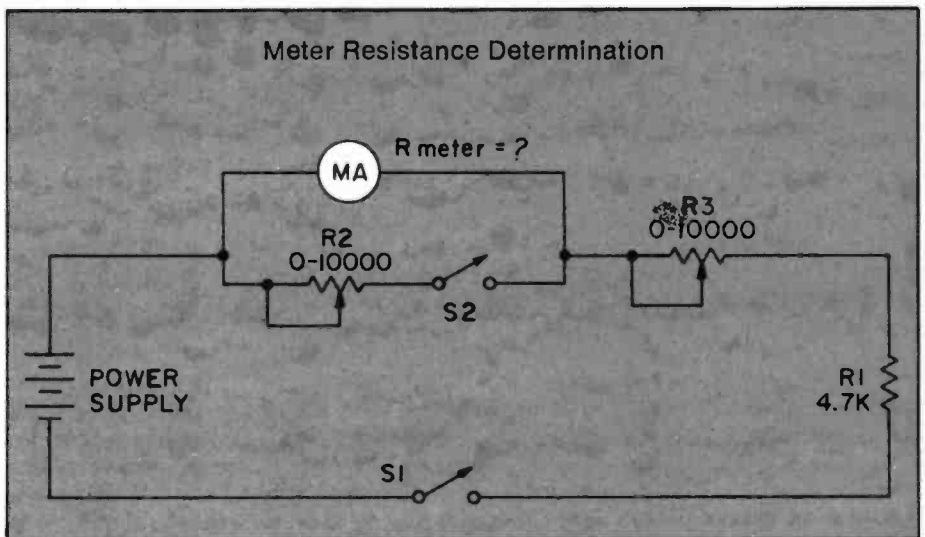 Meter Resistance Determination
R meter = ?
MA
R2
0-10000
S2
R3
0-10000
POWER
SUPPLY
R1
4.7K
S1